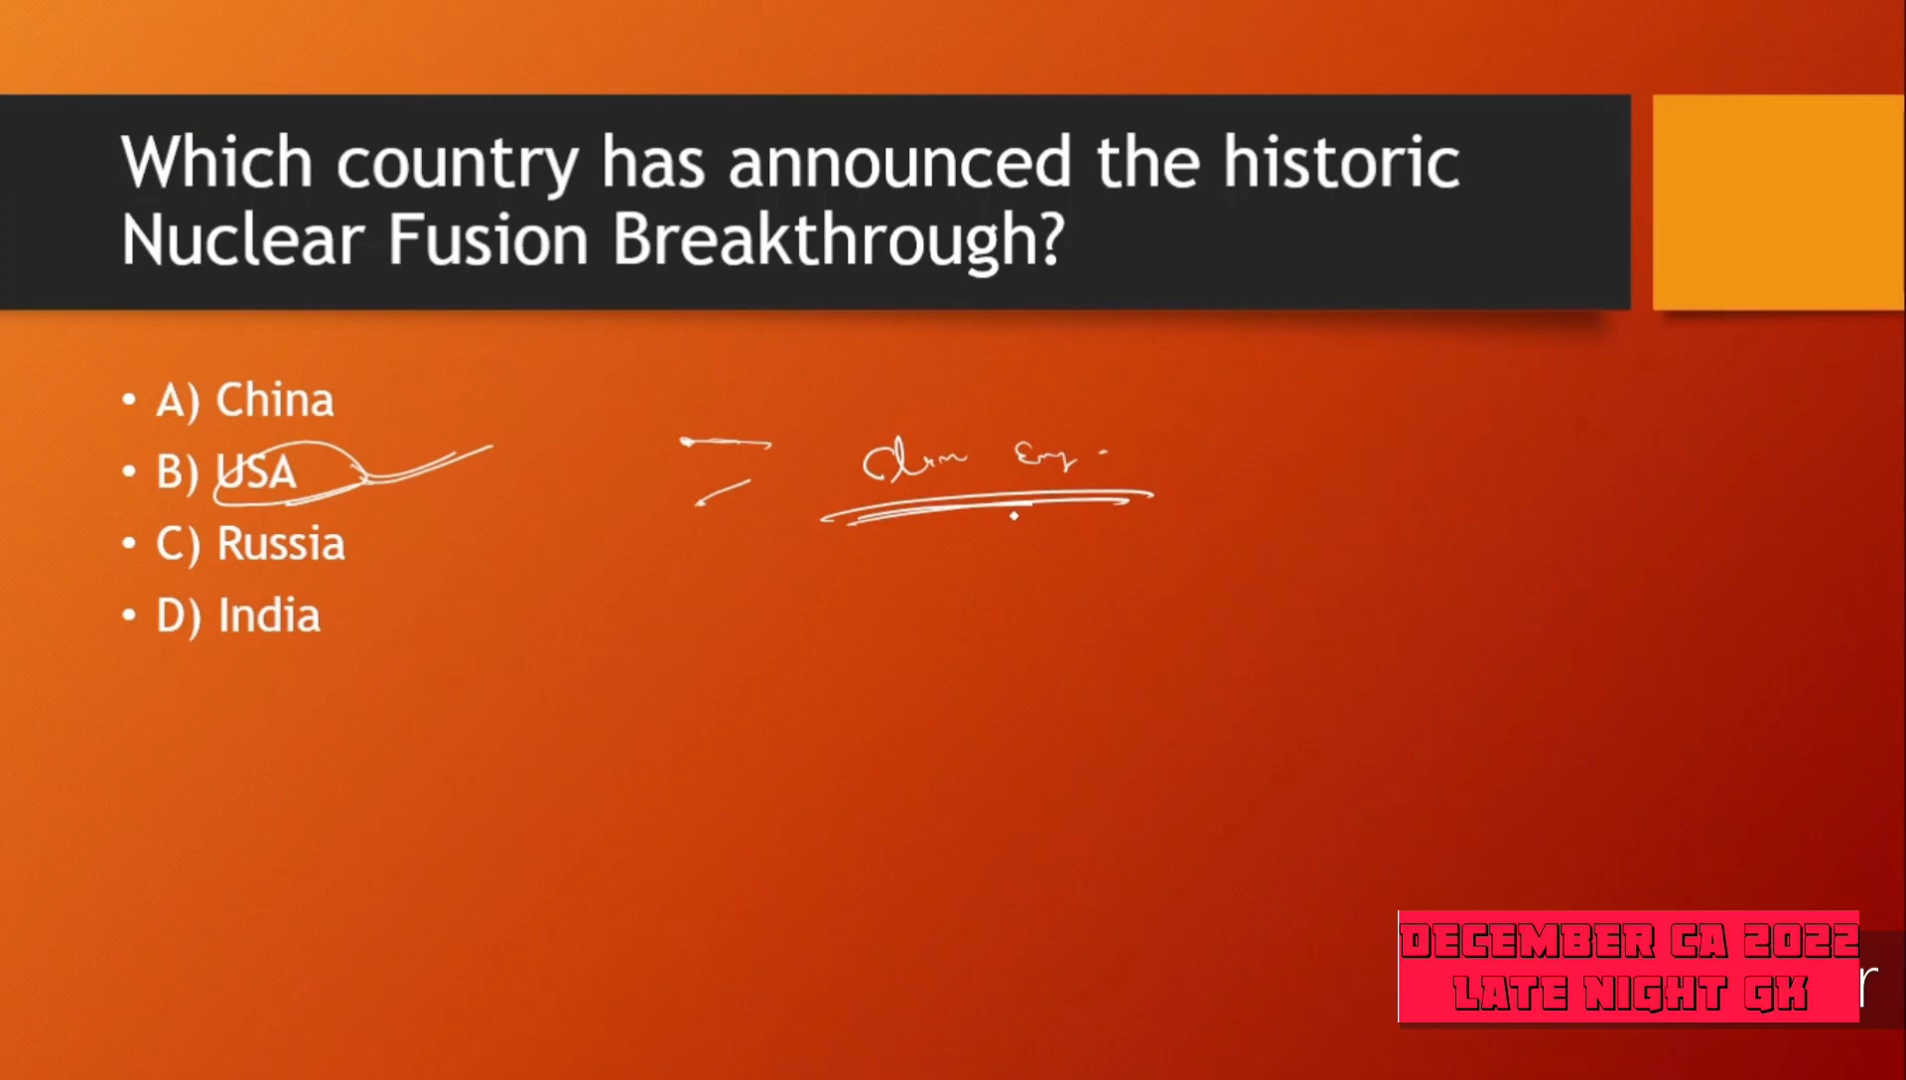 Which country has announced the historic
Nuclear Fusion Breakthrough?
• A) China
• B) USA
• C) Russia
• D) India
DECEMBER CA 2022
LATE NIGHT GK
r